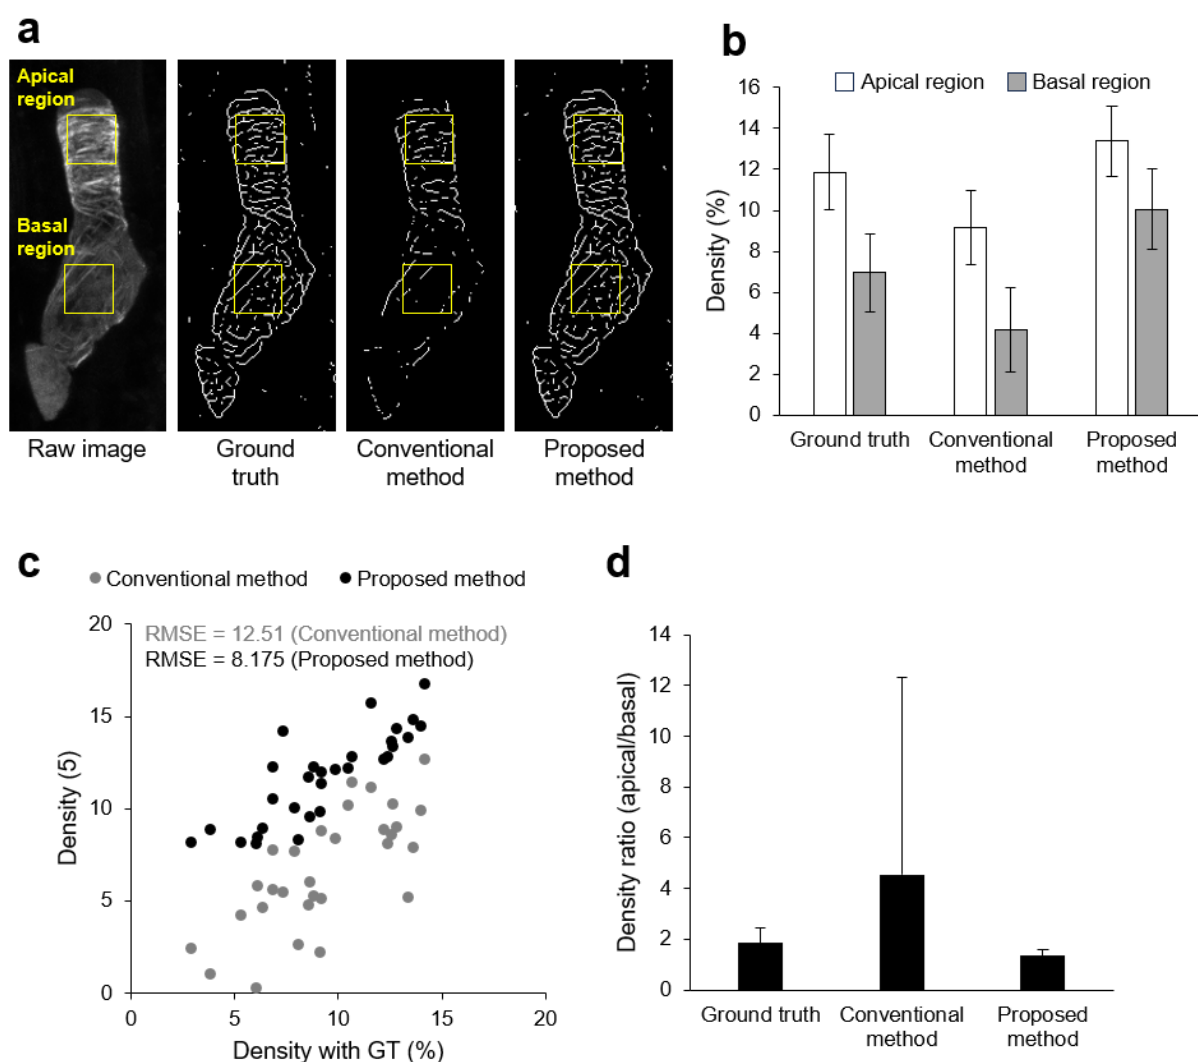 a
Apical
region
Basal
region
Raw image
Ground
truth
Conventional
method
Proposed
method
b
Apical region
Basal region
16
14
12
10
8
6
4
2
0
Density (%)
Ground truth
Conventional
method
Proposed
method
c
Conventional method
Proposed method
RMSE = 12.51 (Conventional method)
RMSE = 8.175 (Proposed method)
20
15
10
5
0
Density (5)
0 5 10 15 20
Density with GT (%)
d
14
12
10
8
6
4
2
0
Density ratio (apical/basal)
Ground truth
Conventional
method
Proposed
method